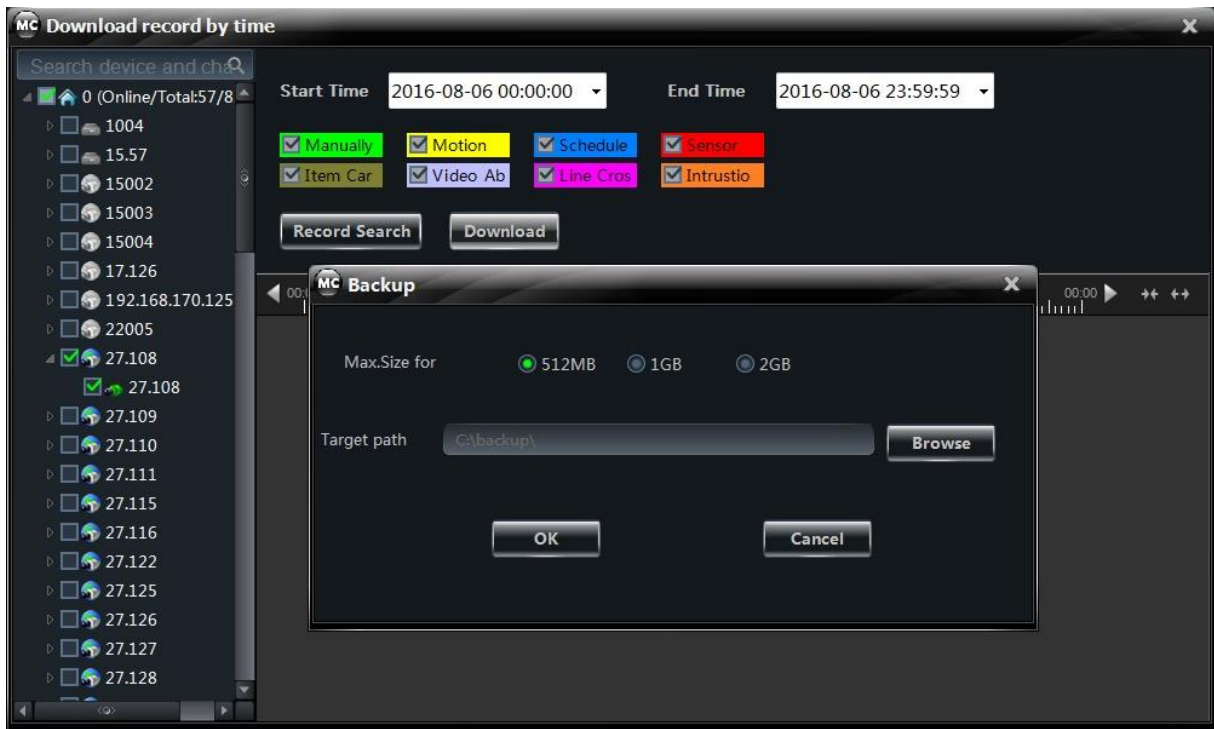 MC Download record by time
Search device and cha
0 (Online/Total:57/8
1004
15.57
15002
15003
15004
17.126
192.168.170.125
22005
27.108
27.108
27.109
27.110
27.111
27.115
27.116
27.122
27.125
27.126
27.127
27.128
Start Time 2016-08-06 00:00:00 End Time 2016-08-06 23:59:59
Manually Motion Schedule Sensor
Item Car Video Ab Line Cros Intrustio
Record Search Download
00:00
MC Backup
Max.Size for 512MB 1GB 2GB
Target path C:\backup\ Browse
OK Cancel